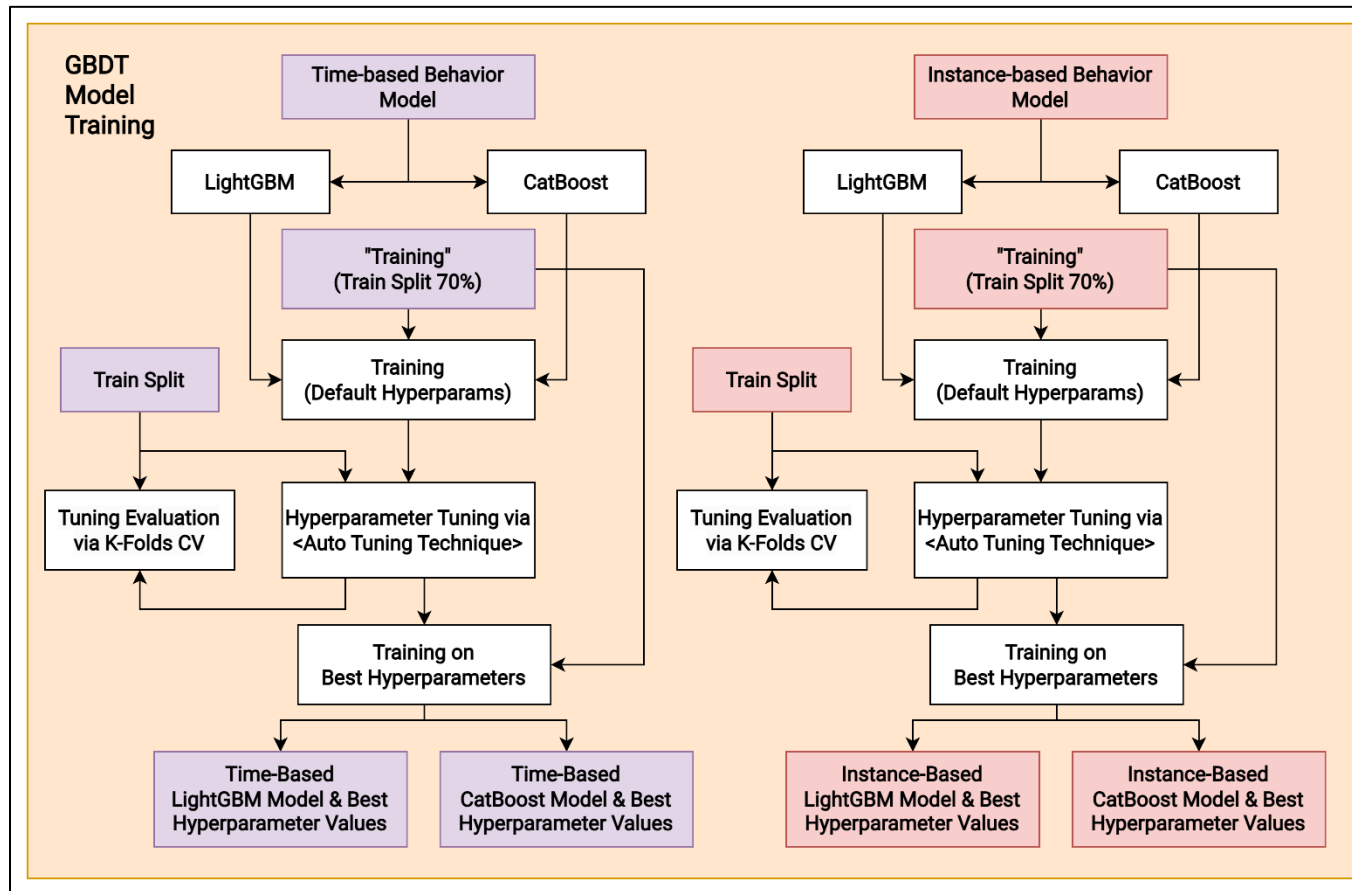 GBDT
Model
Training
Time-based Behavior
Model
LightGBM
CatBoost
"Training"
(Train Split 70%)
Train Split
Training
(Default Hyperparams)
Tuning Evaluation
via K-Folds CV
Hyperparameter Tuning via
<Auto Tuning Technique>
Training on
Best Hyperparameters
Time-Based
LightGBM Model & Best
Hyperparameter Values
Time-Based
CatBoost Model & Best
Hyperparameter Values
Instance-based Behavior
Model
LightGBM
CatBoost
"Training"
(Train Split 70%)
Train Split
Training
(Default Hyperparams)
Tuning Evaluation
via K-Folds CV
Hyperparameter Tuning via
<Auto Tuning Technique>
Training on
Best Hyperparameters
Instance-Based
LightGBM Model & Best
Hyperparameter Values
Instance-Based
CatBoost Model & Best
Hyperparameter Values